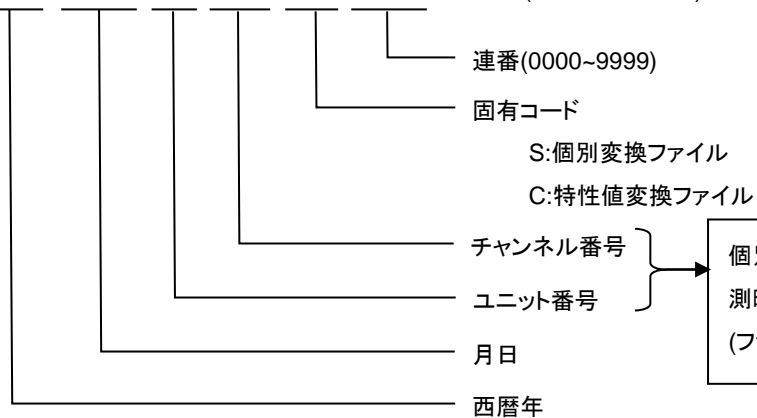 連番(0000~9999)
固有コード
S:個別変換ファイル
C:特性値変換ファイル
チャンネル番号
ユニット番号
月日
西暦年